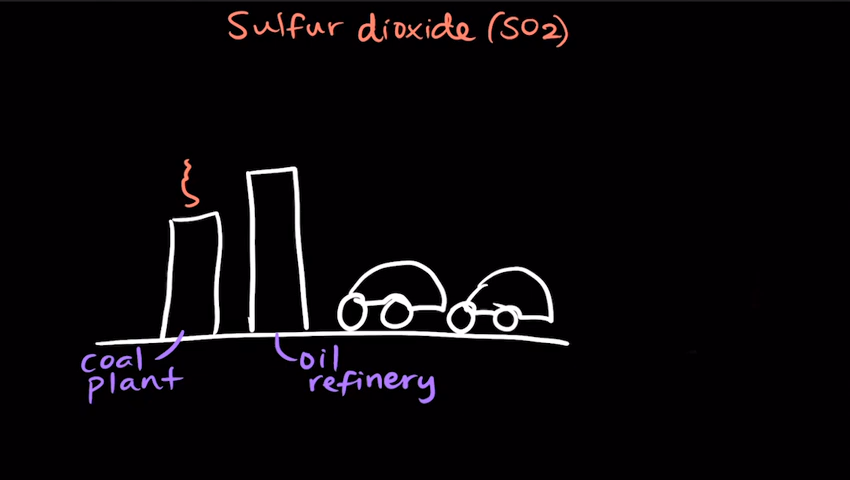 Sulfur dioxide (SO2)
coal
plant
oil
refinery